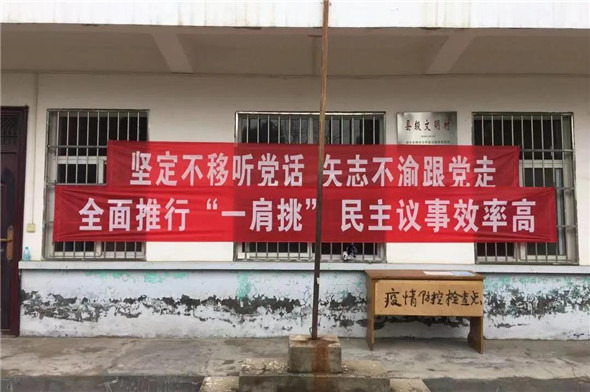 县级文明村
坚定不移听党话 矢志不渝跟党走
全面推行“一肩挑” 民主议事效率高
疫情防控检查点